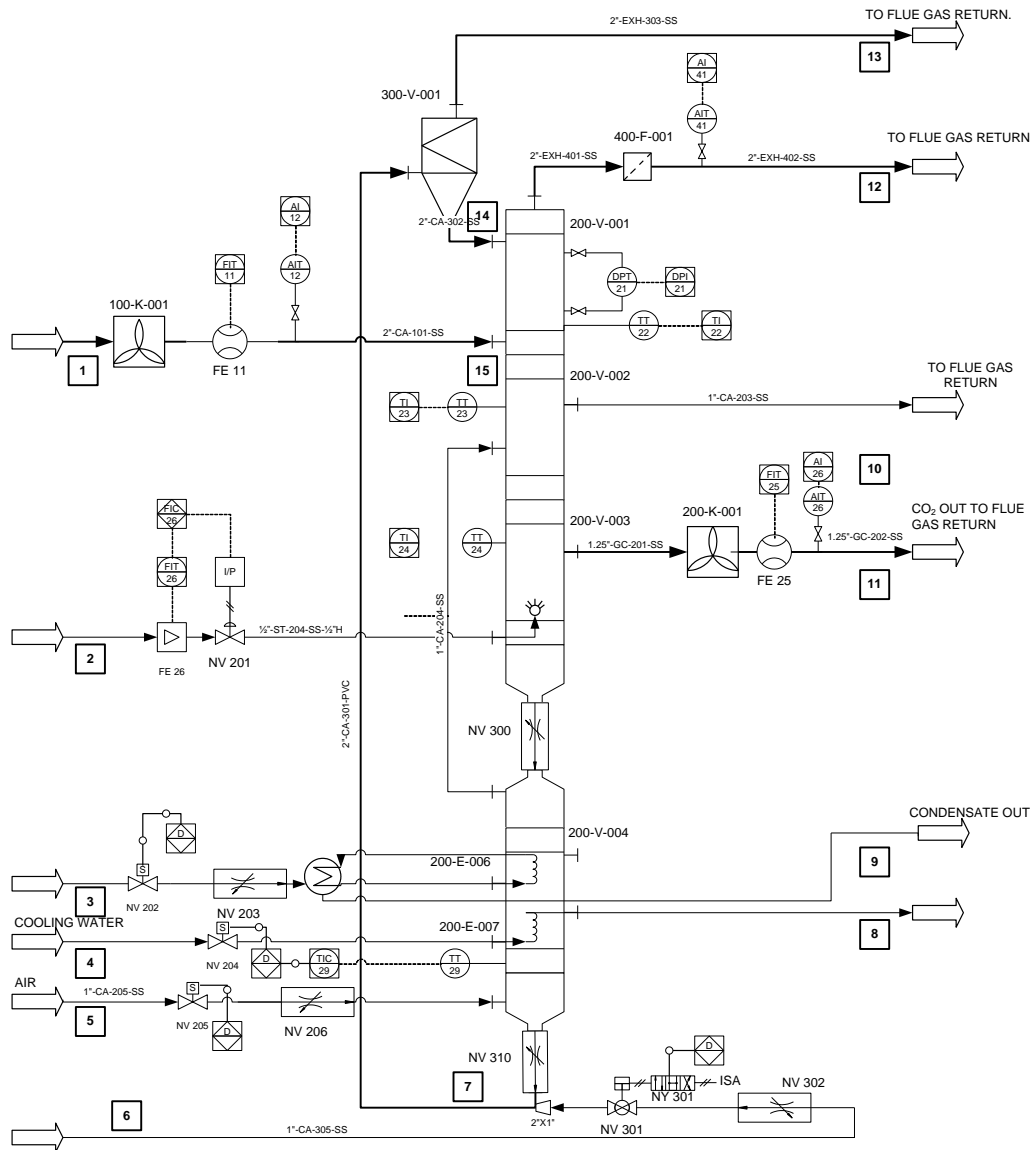 2"-EXH-303-SS
TO FLUE GAS RETURN.
13
AI
41
300-V-001
AIT
41
400-F-001
TO FLUE GAS RETURN
2"-EXH-401-SS
2"-EXH-402-SS
12
AI
12
14
2"-CA-302-SS
200-V-001
FIT
11
AIT
12
DPT
21
DPI
21
100-K-001
TT
22
TI
22
2"-CA-101-SS
1
FE 11
15
200-V-002
TO FLUE GAS
RETURN
TI
23
TT
23
1"-CA-203-SS
FIT
25
AI
26
10
AIT
26
FIC
26
200-V-003
200-K-001
CO₂ OUT TO FLUE
GAS RETURN
TI
24
TT
24
1.25"-GC-201-SS
1.25"-GC-202-SS
FIT
26
I/P
FE 25
11
1"-CA-204-SS
½"-ST-204-SS-½"H
2
FE 26
NV 201
2"-CA-301-PVC
NV 300
CONDENSATE OUT
D
200-V-004
S
200-E-006
9
3
NV 202
NV 203
COOLING WATER
S
200-E-007
8
4
NV 204
D
TIC
29
TT
29
AIR
1"-CA-205-SS
S
5
NV 205
D
NV 206
NV 310
D
7
ISA
NY 301
NV 302
6
2"X1"
NV 301
1"-CA-305-SS